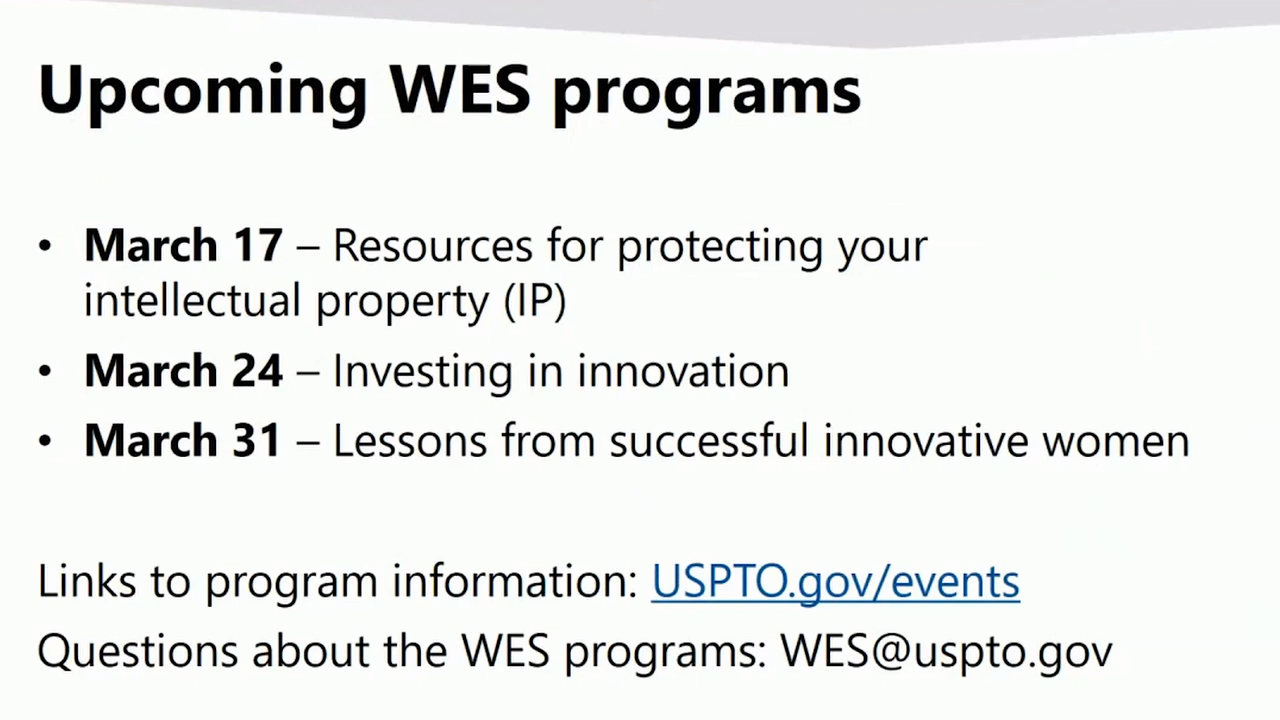 Upcoming WES programs
• March 17 – Resources for protecting your
intellectual property (IP)
• March 24 – Investing in innovation
• March 31 – Lessons from successful innovative women
Links to program information: USPTO.gov/events
Questions about the WES programs: WES@uspto.gov